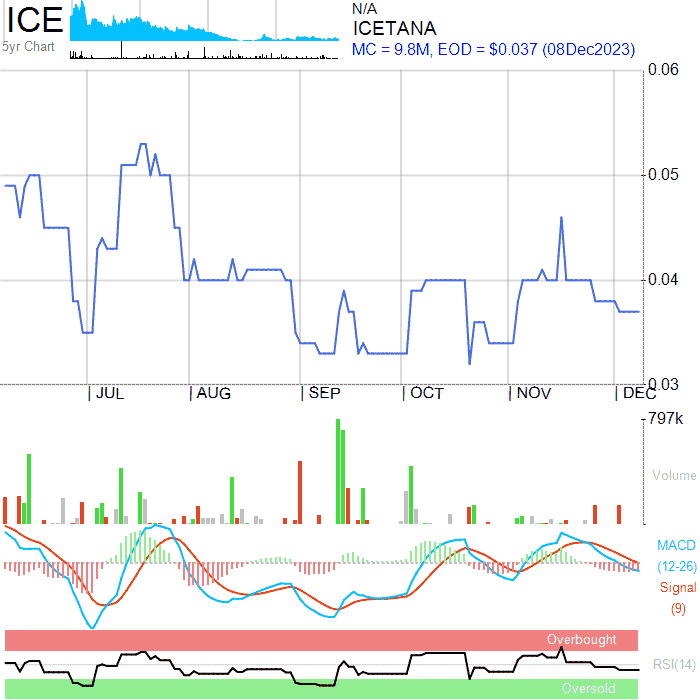 ICE
5yr Chart
N/A
ICETANA
MC = 9.8M, EOD = $0.037 (08Dec2023)
0.06
0.05
0.04
0.03
| JUL | AUG | SEP | OCT | NOV | DEC
797k
Volume
MACD
(12-26)
Signal
(9)
Overbought
RSI(14)
Oversold